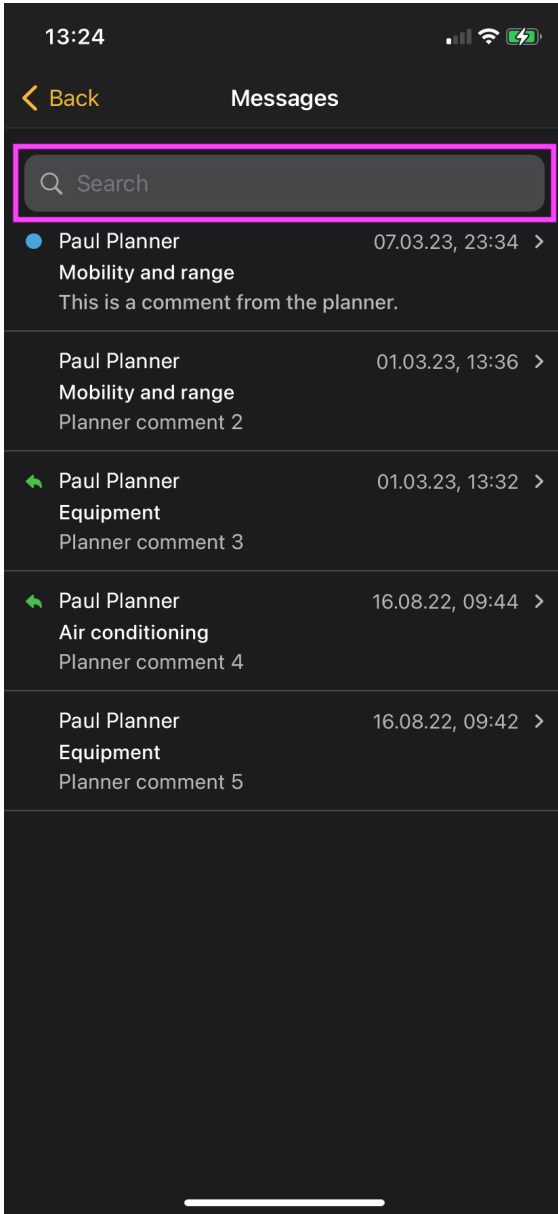 13:24
Back Messages
Search
Paul Planner 07.03.23, 23:34
Mobility and range
This is a comment from the planner.
Paul Planner 01.03.23, 13:36
Mobility and range
Planner comment 2
Paul Planner 01.03.23, 13:32
Equipment
Planner comment 3
Paul Planner 16.08.22, 09:44
Air conditioning
Planner comment 4
Paul Planner 16.08.22, 09:42
Equipment
Planner comment 5